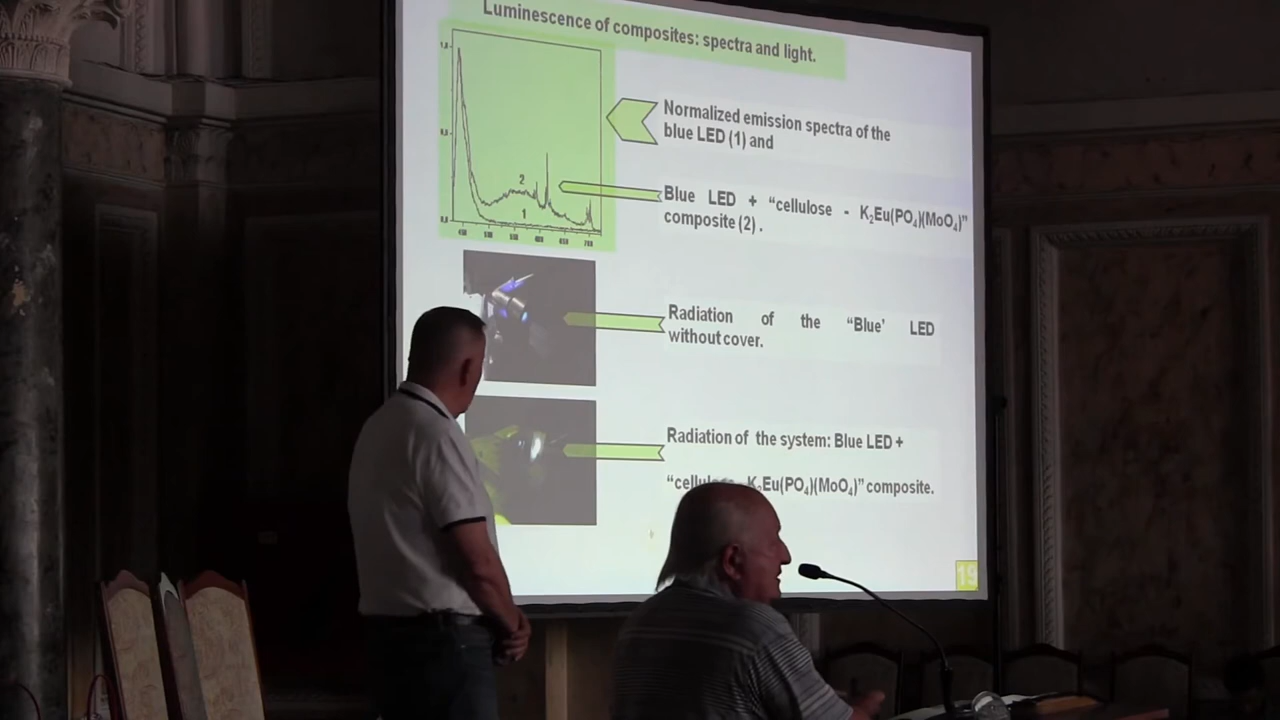 Luminescence of composites: spectra and light.
Normalized emission spectra of the
blue LED (1) and
Blue LED + “cellulose - K₂Eu(PO₄)(MoO₄)”
composite (2) .
2
1
Radiation of the “Blue’ LED
without cover.
Radiation of the system: Blue LED +
K₂Eu(PO₄)(MoO₄)” composite.
19